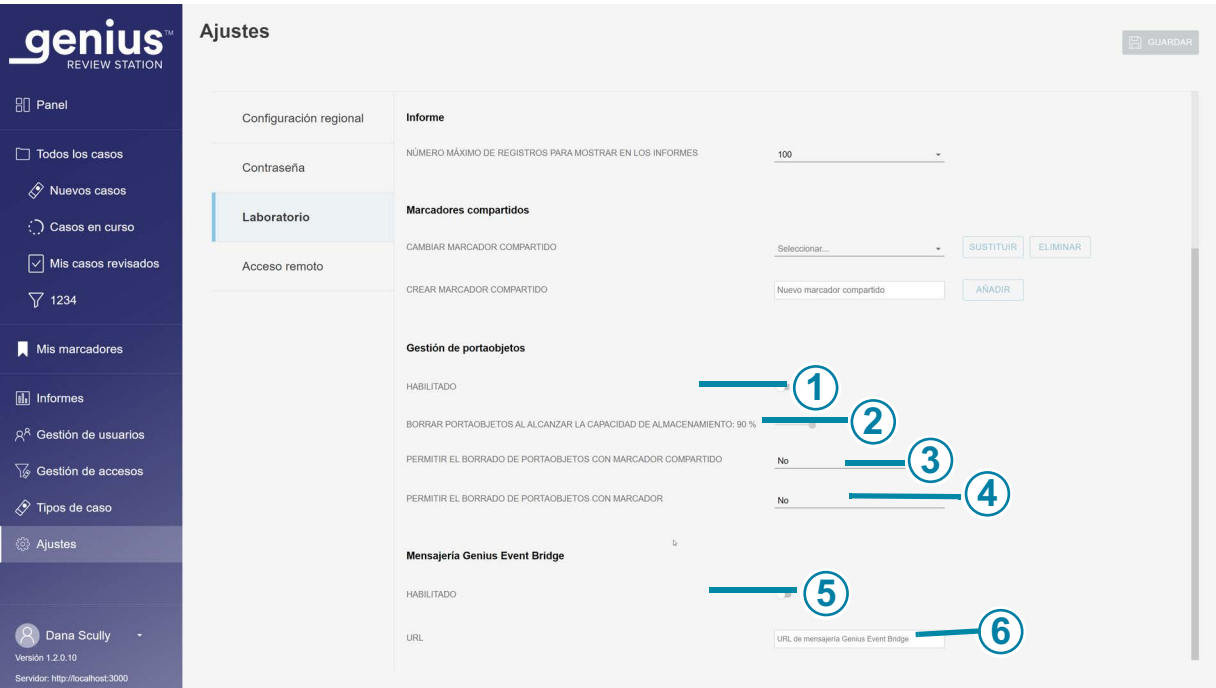 genius™
REVIEW STATION
Panel
Todos los casos
Nuevos casos
Casos en curso
Mis casos revisados
1234
Mis marcadores
Informes
Gestión de usuarios
Gestión de accesos
Tipos de caso
Ajustes
Dana Scully
Versión 1.2.0.10
Servidor: http://localhost:3000
Ajustes
GUARDAR
Configuración regional
Contraseña
Laboratorio
Acceso remoto
Informe
NÚMERO MÁXIMO DE REGISTROS PARA MOSTRAR EN LOS INFORMES 100
Marcadores compartidos
CAMBIAR MARCADOR COMPARTIDO Seleccionar... SUSTITUIR ELIMINAR
CREAR MARCADOR COMPARTIDO Nuevo marcador compartido AÑADIR
Gestión de portaobjetos
HABILITADO 1
BORRAR PORTAOBJETOS AL ALCANZAR LA CAPACIDAD DE ALMACENAMIENTO: 90 % 2
PERMITIR EL BORRADO DE PORTAOBJETOS CON MARCADOR COMPARTIDO No 3
PERMITIR EL BORRADO DE PORTAOBJETOS CON MARCADOR No 4
Mensajería Genius Event Bridge
HABILITADO 5
URL URL de mensajería Genius Event Bridge 6